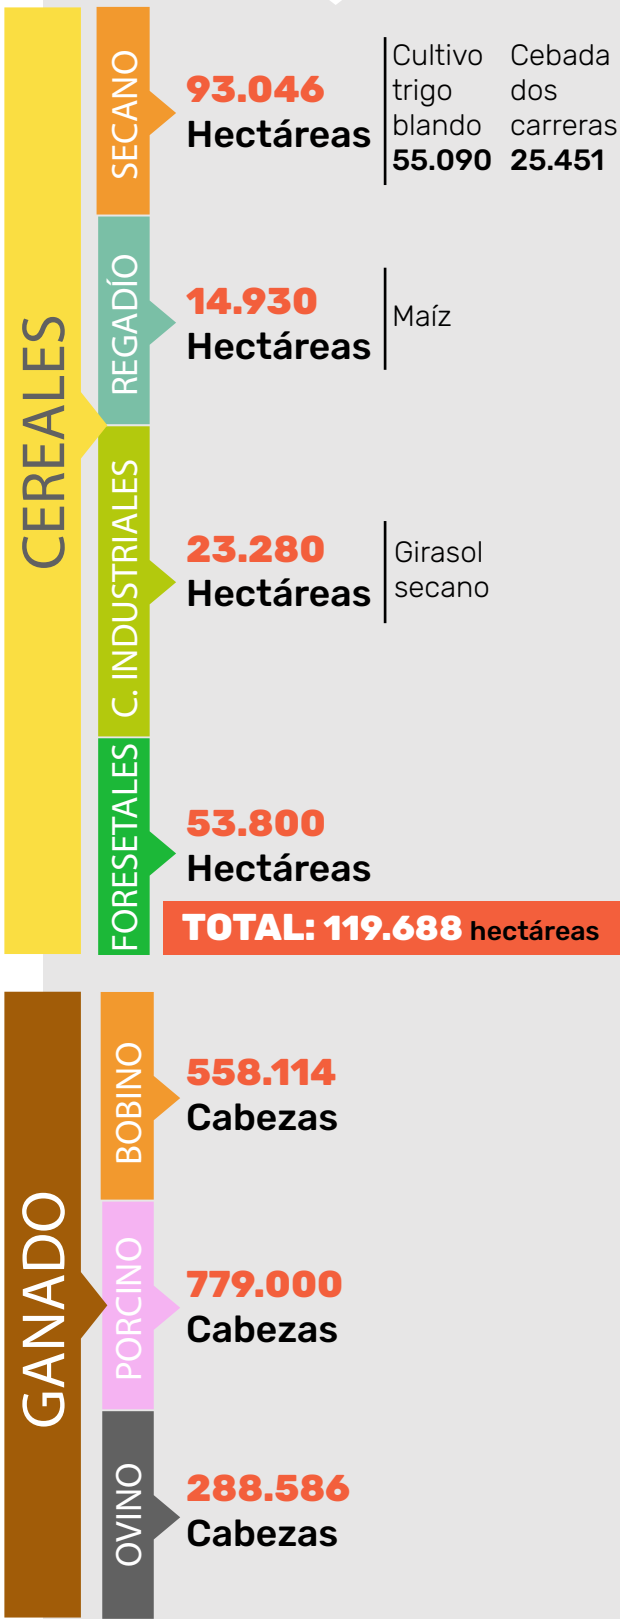 CEREALES
SECANO
93.046
Hectáreas
Cultivo
trigo
blando
55.090
Cebada
dos
carreras
25.451
REGADÍO
14.930
Hectáreas
Maíz
C. INDUSTRIALES
23.280
Hectáreas
Girasol
secano
FORESETALES
53.800
Hectáreas
TOTAL: 119.688 hectáreas
GANADO
BOBINO
558.114
Cabezas
PORCINO
779.000
Cabezas
OVINO
288.586
Cabezas